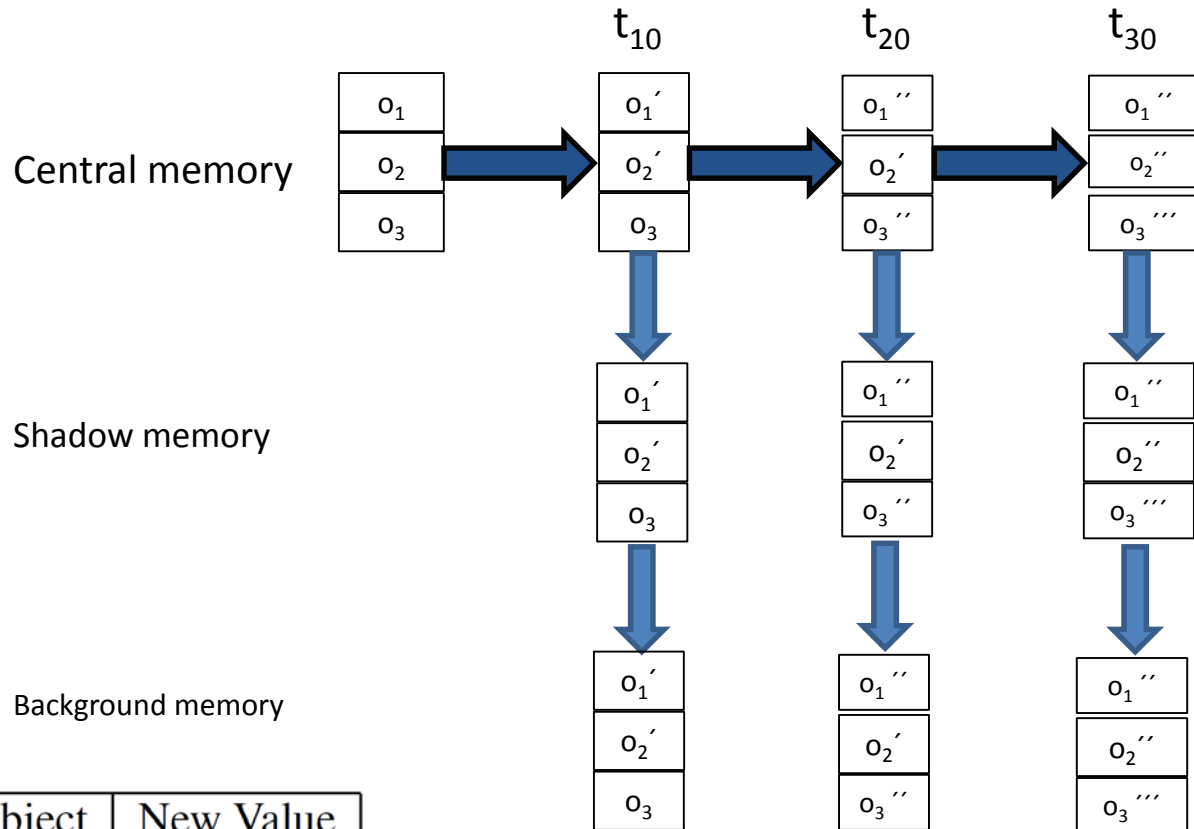 t₁₀ t₂₀ t₃₀
o₁ o₁´ o₁´´ o₁´´
Central memory o₂ o₂´ o₂´ o₂´´
o₃ o₃ o₃´´ o₃´´´
o₁´ o₁´´ o₁´´
Shadow memory o₂´ o₂´ o₂´´
o₃ o₃´´ o₃´´´
o₁´ o₁´´ o₁´´
Background memory o₂´ o₂´ o₂´´
o₃ o₃´´ o₃´´´
New Value